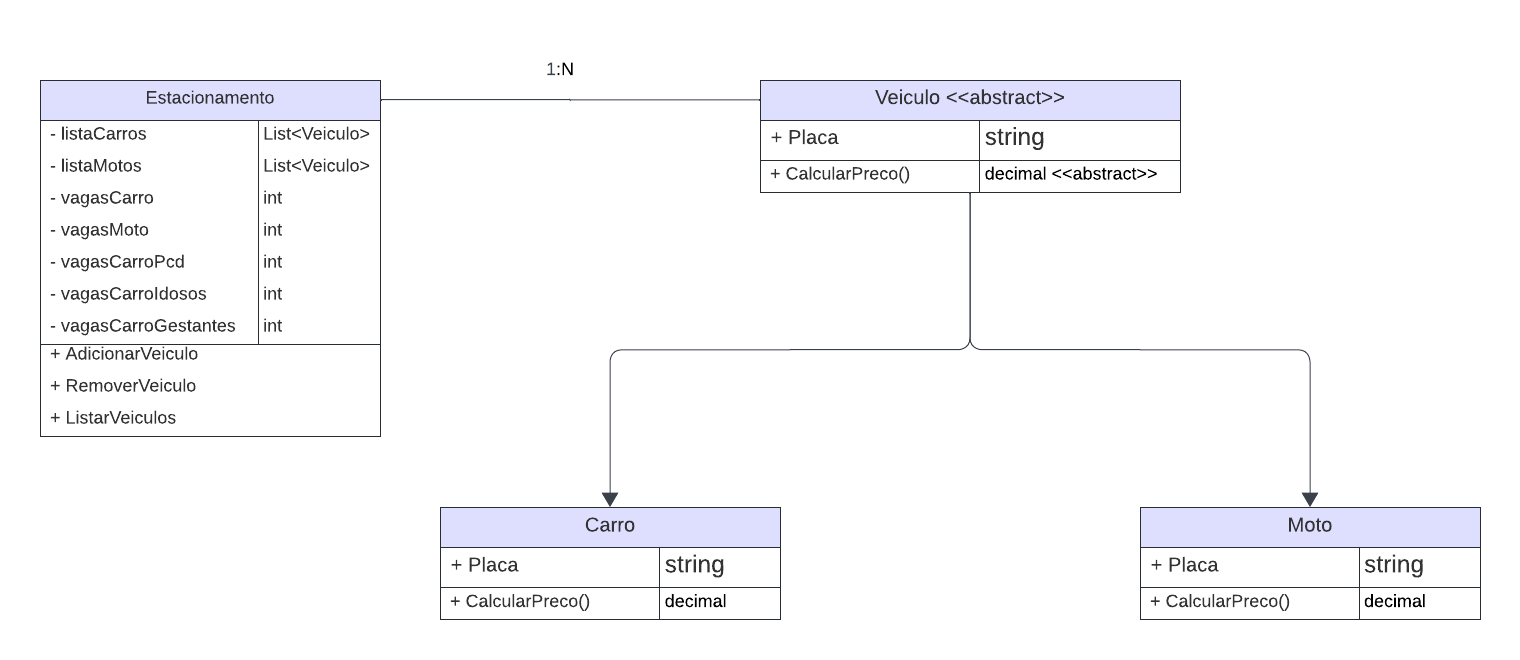 1:N
Estacionamento
- listaCarros List<Veiculo>
- listaMotos List<Veiculo>
- vagasCarro int
- vagasMoto int
- vagasCarroPcd int
- vagasCarroIdosos int
- vagasCarroGestantes int
+ AdicionarVeiculo
+ RemoverVeiculo
+ ListarVeiculos
Veiculo <<abstract>>
+ Placa string
+ CalcularPreco() decimal <<abstract>>
Carro
+ Placa string
+ CalcularPreco() decimal
Moto
+ Placa string
+ CalcularPreco() decimal